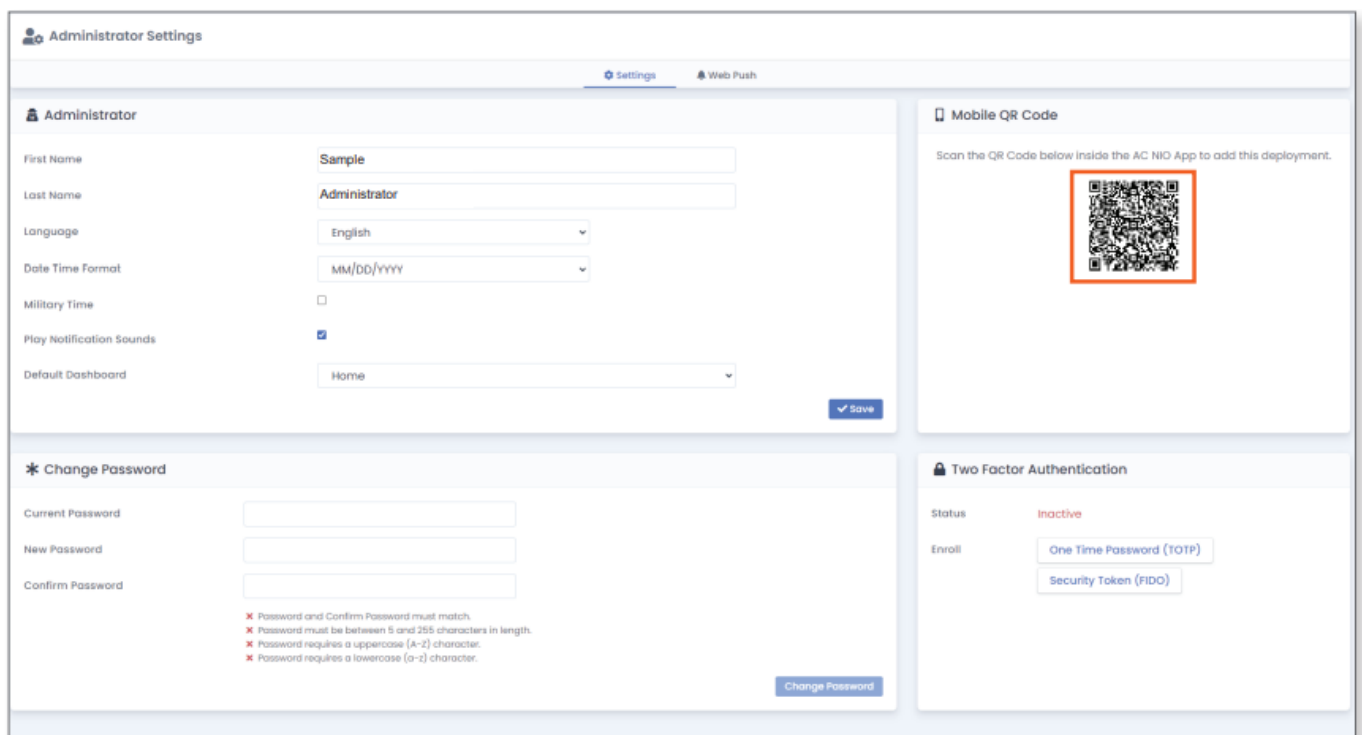 Administrator Settings
Settings Web Push
Administrator
First Name Sample
Last Name Administrator
Language English
Date Time Format MM/DD/YYYY
Military Time
Play Notification Sounds
Default Dashboard Home
Save
Mobile QR Code
Scan the QR Code below inside the AC NIO App to add this deployment.
Change Password
Current Password
New Password
Confirm Password
Password and Confirm Password must match.
Password must be between 5 and 255 characters in length.
Password requires a uppercase (A-Z) character.
Password requires a lowercase (a-z) character.
Change Password
Two Factor Authentication
Status Inactive
Enroll One Time Password (TOTP)
Security Token (FIDO)